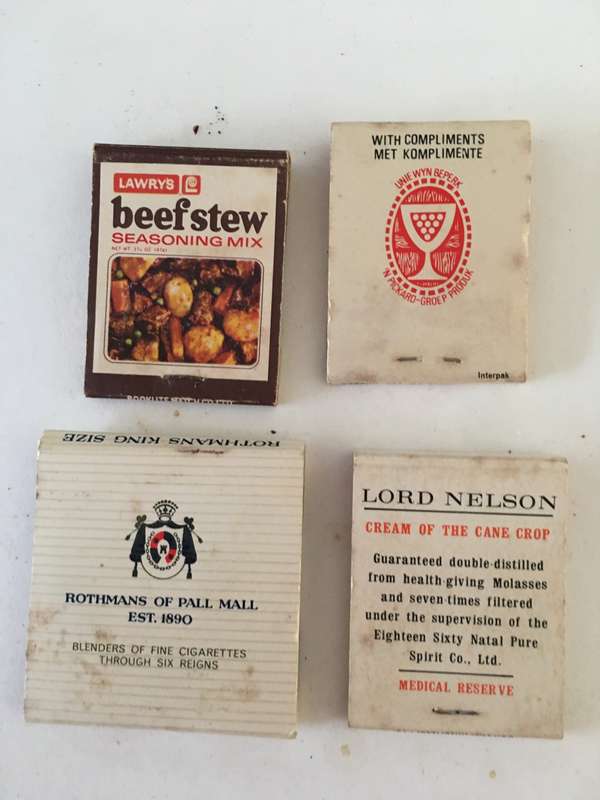 LAWRY'S L
beef stew
SEASONING MIX
NET WT
WITH COMPLIMENTS
MET KOMPLIMENTE
UNIE WYN BEPERK
'N PICKARD-GROEP PRODUK
Interpak
ROTHMANS KING SIZE
ROTHMANS OF PALL MALL
EST. 1890
BLENDERS OF FINE CIGARETTES
THROUGH SIX REIGNS
LORD NELSON
CREAM OF THE CANE CROP
Guaranteed double-distilled
from health-giving Molasses
and seven-times filtered
under the supervision of the
Eighteen Sixty Natal Pure
Spirit Co., Ltd.
MEDICAL RESERVE